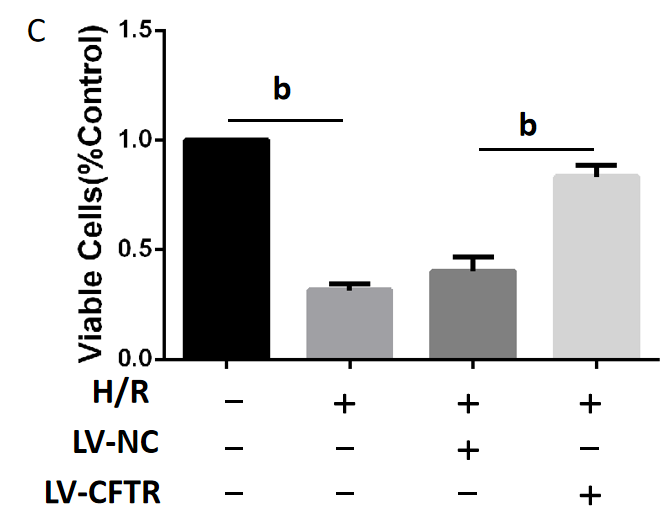 C
Viable Cells(%Control)
1.5
1.0
0.5
0.0
b
b
H/R – + + +
LV-NC – – + –
LV-CFTR – – – +